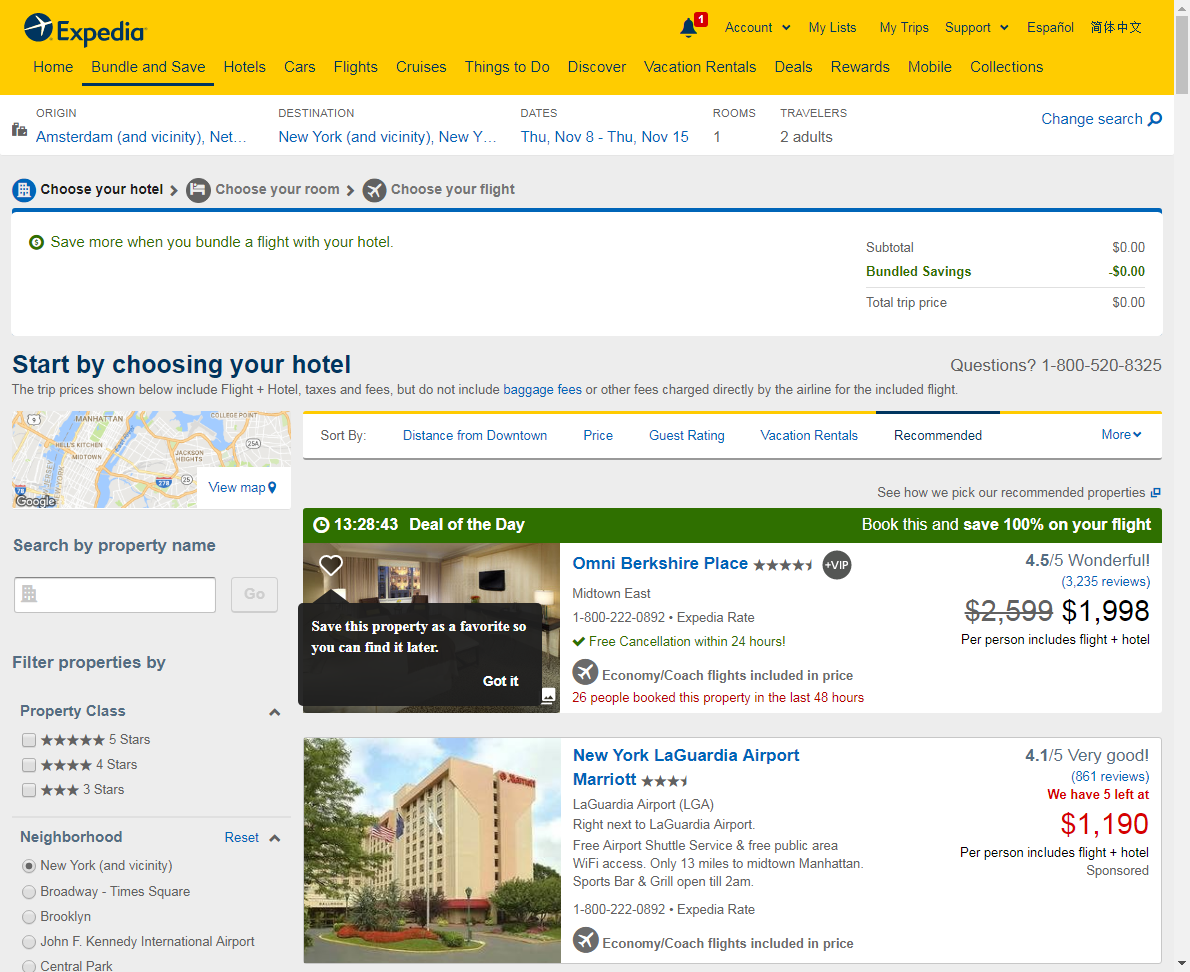 Expedia
1
Account
My Lists
My Trips
Support
Español
简体中文
Home
Bundle and Save
Hotels
Cars
Flights
Cruises
Things to Do
Discover
Vacation Rentals
Deals
Rewards
Mobile
Collections
ORIGIN
Amsterdam (and vicinity), Net…
DESTINATION
New York (and vicinity), New Y…
DATES
Thu, Nov 8 - Thu, Nov 15
ROOMS
1
TRAVELERS
2 adults
Change search
Choose your hotel
Choose your room
Choose your flight
Save more when you bundle a flight with your hotel.
Subtotal $0.00
Bundled Savings -$0.00
Total trip price $0.00
Start by choosing your hotel
Questions? 1-800-520-8325
The trip prices shown below include Flight + Hotel, taxes and fees, but do not include baggage fees or other fees charged directly by the airline for the included flight.
MANHATTAN
COLLEGE POINT
9
HELL'S KITCHEN
25A
MIDTOWN
JACKSON
HEIGHTS
East River
278
25
78
NEW JERSEY
NEW YORK
Google
View map
Search by property name
Go
Filter properties by
Property Class
5 Stars
4 Stars
3 Stars
Neighborhood
Reset
New York (and vicinity)
Broadway - Times Square
Brooklyn
John F. Kennedy International Airport
Central Park
Sort By:
Distance from Downtown
Price
Guest Rating
Vacation Rentals
Recommended
More
See how we pick our recommended properties
13:28:43 Deal of the Day
Book this and save 100% on your flight
Save this property as a favorite so
you can find it later.
Got it
Omni Berkshire Place
+VIP
Midtown East
1-800-222-0892 • Expedia Rate
Free Cancellation within 24 hours!
Economy/Coach flights included in price
26 people booked this property in the last 48 hours
4.5/5 Wonderful!
(3,235 reviews)
$2,599 $1,998
Per person includes flight + hotel
Marriott
New York LaGuardia Airport
Marriott
LaGuardia Airport (LGA)
Right next to LaGuardia Airport.
Free Airport Shuttle Service & free public area
WiFi access. Only 13 miles to midtown Manhattan.
Sports Bar & Grill open till 2am.
1-800-222-0892 • Expedia Rate
Economy/Coach flights included in price
4.1/5 Very good!
(861 reviews)
We have 5 left at
$1,190
Per person includes flight + hotel
Sponsored